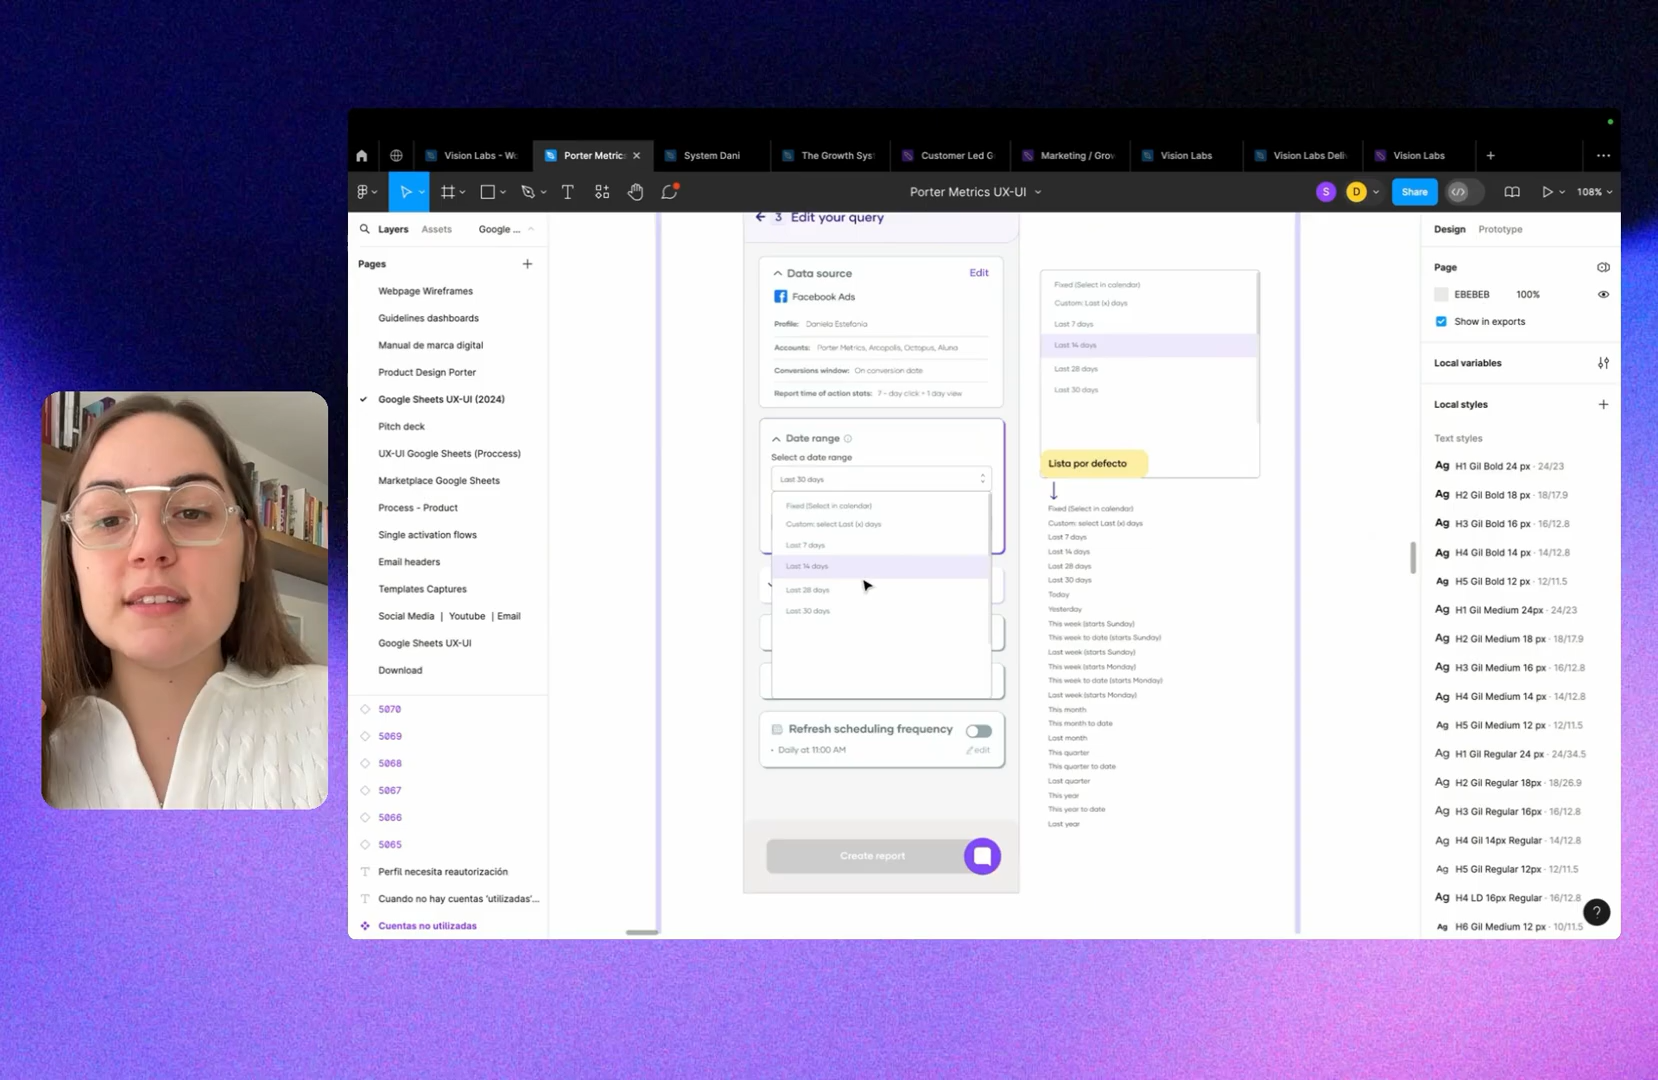 Vision Labs - Wo
Porter Metric
System Dani
The Growth Sys
Customer Led G
Marketing / Grow
Vision Labs
Vision Labs Deli
Vision Labs
Porter Metrics UX-UI
S
D
Share
108%
Layers
Assets
Google ...
Pages
Webpage Wireframes
Guidelines dashboards
Manual de marca digital
Product Design Porter
Google Sheets UX-UI (2024)
Pitch deck
UX-UI Google Sheets (Proccess)
Marketplace Google Sheets
Process - Product
Single activation flows
Email headers
Templates Captures
Social Media | Youtube | Email
Google Sheets UX-UI
Download
5070
5069
5068
5067
5066
5065
Perfil necesita reautorización
Cuando no hay cuentas 'utilizadas'...
Cuentas no utilizadas
3 Edit your query
Data source
Edit
Facebook Ads
Profile: Daniela Estefania
Accounts: Porter Metrics, Arcopolis, Octopus, Aluna
Conversions window: On conversion date
Report time of action stats: 7 - day click + 1 day view
Date range
Select a date range
Last 30 days
Fixed (Select in calendar)
Custom: select Last (x) days
Last 7 days
Last 14 days
Last 28 days
Last 30 days
Refresh scheduling frequency
Daily at 11:00 AM
edit
Create report
Fixed (Select in calendar)
Custom: Last (x) days
Last 7 days
Last 14 days
Last 28 days
Last 30 days
Lista por defecto
Fixed (Select in calendar)
Custom: select Last (x) days
Last 7 days
Last 14 days
Last 28 days
Last 30 days
Today
Yesterday
This week (starts Sunday)
This week to date (starts Sunday)
Last week (starts Sunday)
This week (starts Monday)
This week to date (starts Monday)
Last week (starts Monday)
This month
This month to date
Last month
This quarter
This quarter to date
Last quarter
This year
This year to date
Last year
Design
Prototype
Page
EBEBEB
100%
Show in exports
Local variables
Local styles
Text styles
Ag H1 Gil Bold 24 px · 24/23
Ag H2 Gil Bold 18 px · 18/17.9
Ag H3 Gil Bold 16 px · 16/12.8
Ag H4 Gil Bold 14 px · 14/12.8
Ag H5 Gil Bold 12 px · 12/11.5
Ag H1 Gil Medium 24px · 24/23
Ag H2 Gil Medium 18 px · 18/17.9
Ag H3 Gil Medium 16 px · 16/12.8
Ag H4 Gil Medium 14 px · 14/12.8
Ag H5 Gil Medium 12 px · 12/11.5
Ag H1 Gil Regular 24 px · 24/34.5
Ag H2 Gil Regular 18px · 18/26.9
Ag H3 Gil Regular 16px · 16/12.8
Ag H4 Gil 14px Regular · 14/12.8
Ag H5 Gil Regular 12px · 12/11.5
Ag H4 LD 16px Regular · 16/12.8
Ag H6 Gil Medium 12 px · 10/11.5
?